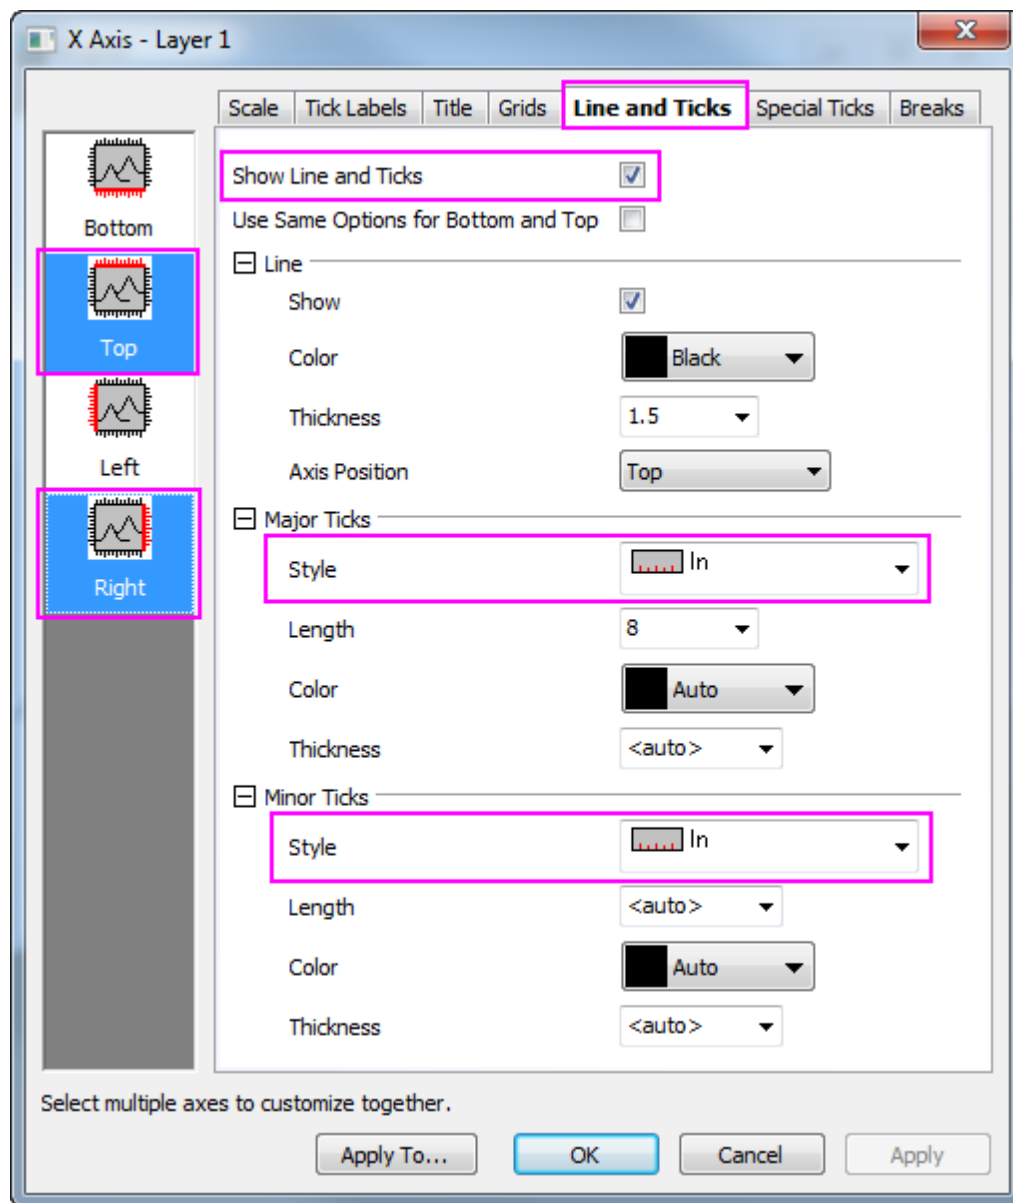 X Axis - Layer 1
x
Scale Tick Labels Title Grids Line and Ticks Special Ticks Breaks
Bottom
Top
Left
Right
Show Line and Ticks
Use Same Options for Bottom and Top
Line
Show
Color Black
Thickness 1.5
Axis Position Top
Major Ticks
Style In
Length 8
Color Auto
Thickness <auto>
Minor Ticks
Style In
Length <auto>
Color Auto
Thickness <auto>
Select multiple axes to customize together.
Apply To... OK Cancel Apply